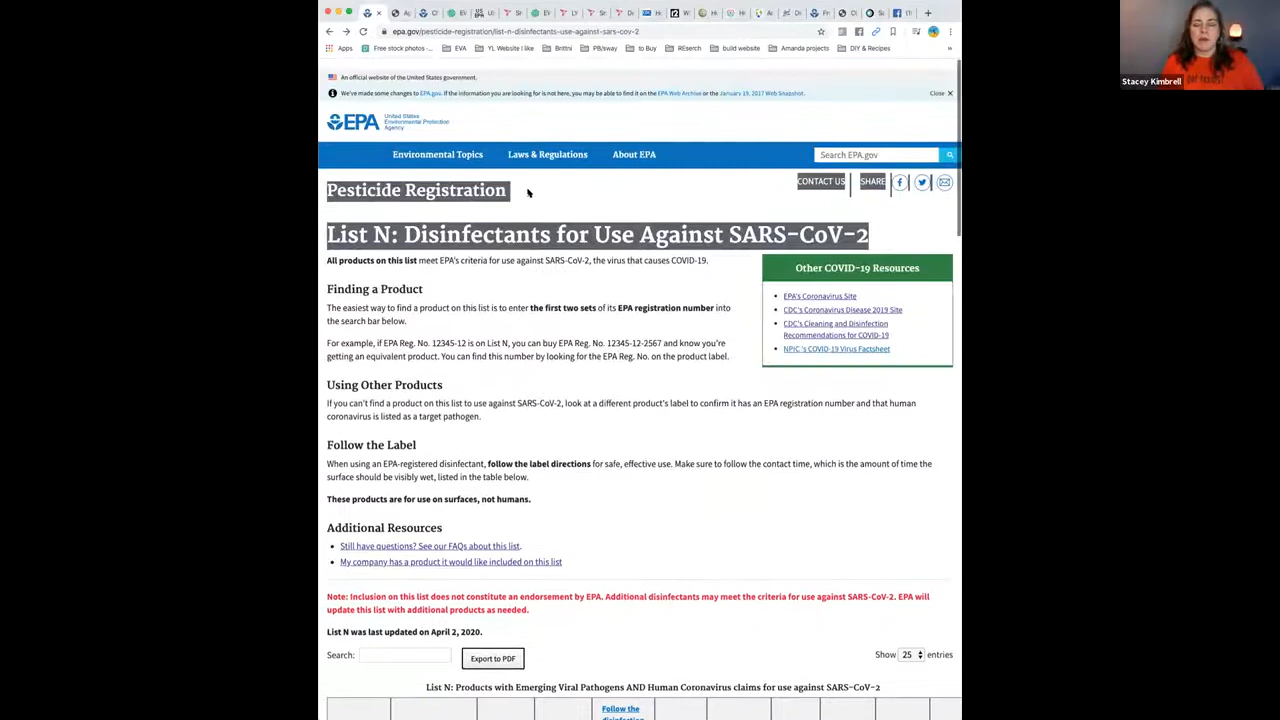 epa.gov/pesticide-registration/list-n-disinfectants-use-against-sars-cov-2
Apps
Free stock photos -...
EVA
YL Website I like
Brittni
PB/sway
to Buy
REserch
build website
Amanda projects
DIY & Recipes
»
An official website of the United States government.
We've made some changes to EPA.gov. If the information you are looking for is not here, you may be able to find it on the EPA Web Archive or the January 19, 2017 Web Snapshot.
Close ✕
EPA
United States
Environmental Protection
Agency
Environmental Topics
Laws & Regulations
About EPA
Search EPA.gov
Pesticide Registration
CONTACT US
SHARE
List N: Disinfectants for Use Against SARS-CoV-2
All products on this list meet EPA's criteria for use against SARS-CoV-2, the virus that causes COVID-19.
Finding a Product
The easiest way to find a product on this list is to enter the first two sets of its EPA registration number into
the search bar below.
For example, if EPA Reg. No. 12345-12 is on List N, you can buy EPA Reg. No. 12345-12-2567 and know you're
getting an equivalent product. You can find this number by looking for the EPA Reg. No. on the product label.
Other COVID-19 Resources
EPA's Coronavirus Site
CDC's Coronavirus Disease 2019 Site
CDC's Cleaning and Disinfection
Recommendations for COVID-19
NPIC 's COVID-19 Virus Factsheet
Using Other Products
If you can't find a product on this list to use against SARS-CoV-2, look at a different product's label to confirm it has an EPA registration number and that human
coronavirus is listed as a target pathogen.
Follow the Label
When using an EPA-registered disinfectant, follow the label directions for safe, effective use. Make sure to follow the contact time, which is the amount of time the
surface should be visibly wet, listed in the table below.
These products are for use on surfaces, not humans.
Additional Resources
Still have questions? See our FAQs about this list.
My company has a product it would like included on this list
Note: Inclusion on this list does not constitute an endorsement by EPA. Additional disinfectants may meet the criteria for use against SARS-CoV-2. EPA will
update this list with additional products as needed.
List N was last updated on April 2, 2020.
Search:
Export to PDF
Show 25 entries
List N: Products with Emerging Viral Pathogens AND Human Coronavirus claims for use against SARS-CoV-2
Follow the
Stacey Kimbrell